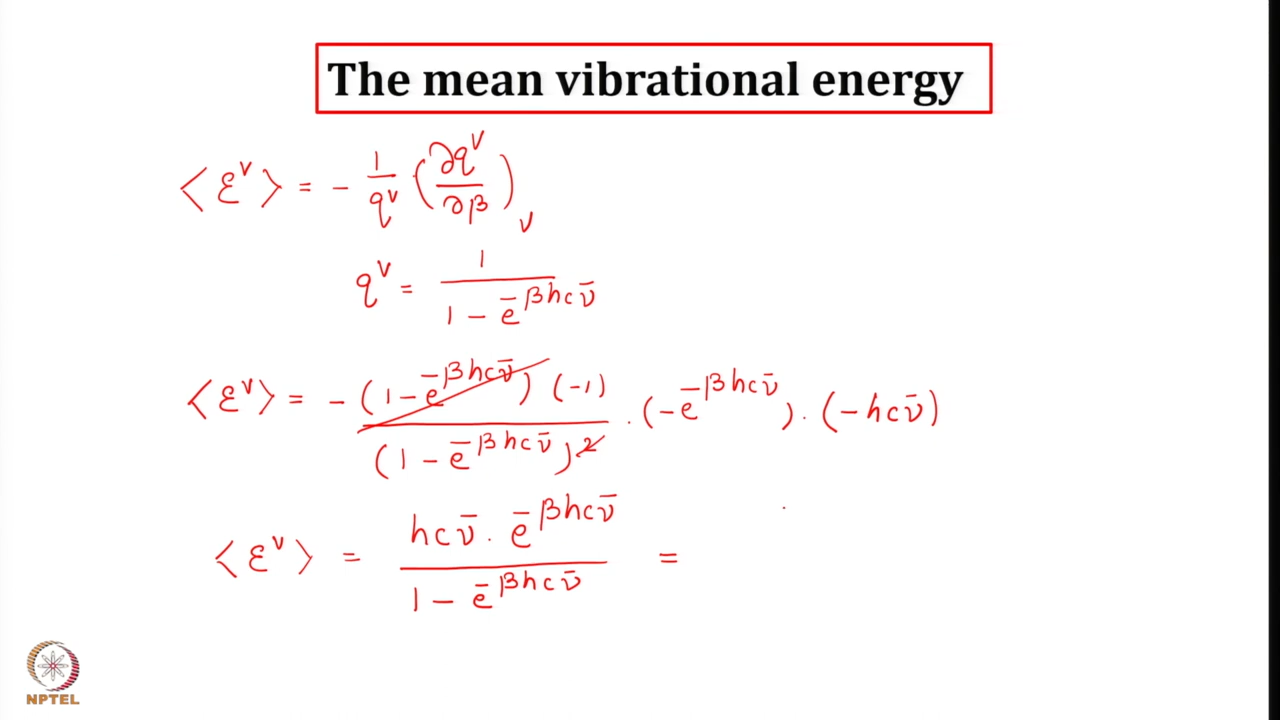 The mean vibrational energy
⟨ε^v⟩ = - 1/q^v (∂q^v/∂β)_v
q^v = 1/(1 - e^-βhcν̄)
⟨ε^v⟩ = - (1 - e^-βhcν̄) (-1)/(1 - e^-βhcν̄)^2 · (-e^-βhcν̄) · (-hcν̄)
⟨ε^v⟩ = hcν̄ · e^-βhcν̄/(1 - e^-βhcν̄) =
NPTEL